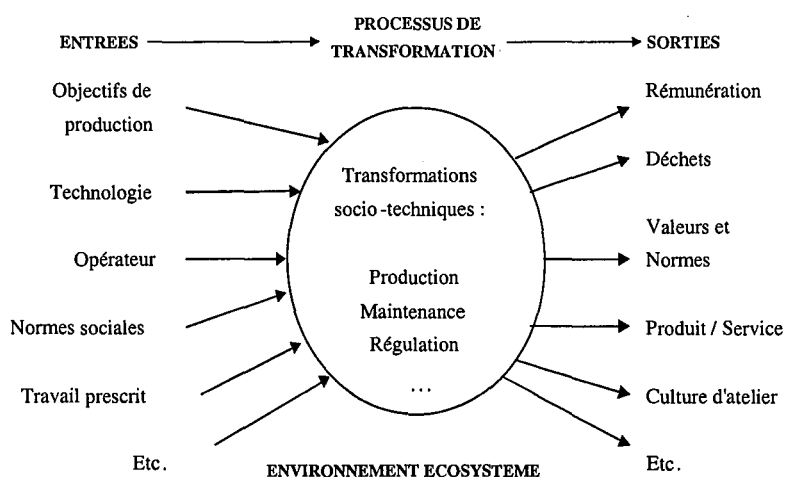 ENTREES
PROCESSUS DE
TRANSFORMATION
SORTIES
Objectifs de
production
Technologie
Opérateur
Normes sociales
Travail prescrit
Etc.
Transformations
socio-techniques :
Production
Maintenance
Régulation
...
Rémunération
Déchets
Valeurs et
Normes
Produit / Service
Culture d'atelier
Etc.
ENVIRONNEMENT ECOSYSTEME